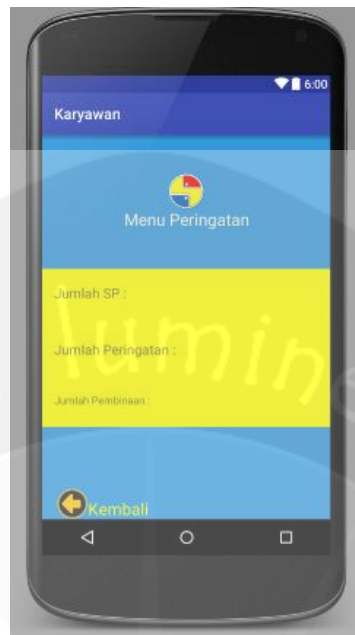 6:00
Karyawan
Menu Peringatan
Jumlah SP :
Jumlah Peringatan :
Jumlah Pembinaan :
Kembali